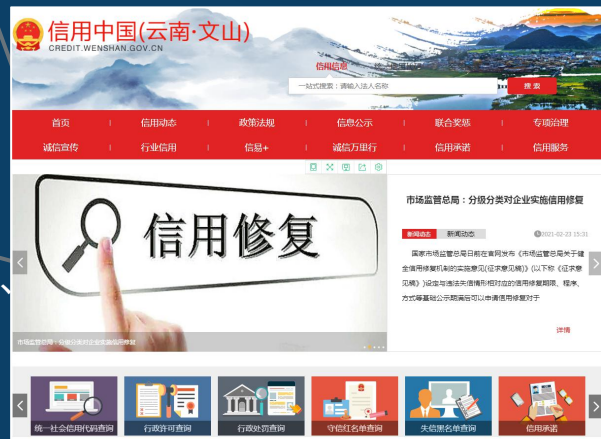 信用中国(云南·文山)
CREDIT.WENSHAN.GOV.CN
信用信息
一站式搜索：请输入法人名称
搜 索
首页 信用动态 政策法规 信息公示 联合奖惩 专项治理
诚信宣传 行业信用 信易+ 诚信万里行 信用承诺 信用服务
信用修复
市场监管总局：分级分类对企业实施信用修复
市场监管总局：分级分类对企业实施信用修复
新闻动态 新闻动态 2021-02-23 15:31
国家市场监管总局日前在官网发布《市场监管总局关于健
全信用修复机制的实施意见(征求意见稿)》(以下称《征求意
见稿》)设定与违法失信情形相对应的信用修复期限、程序、
方式等基础公示期满后可以申请信用修复对于
详情
统一社会信用代码查询 行政许可查询 行政处罚查询 守信红名单查询 失信黑名单查询 信用承诺